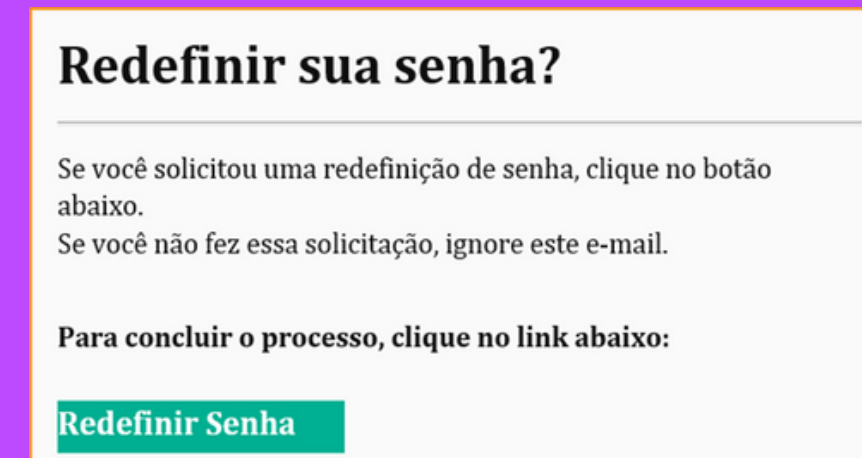 Redefinir sua senha?
Se você solicitou uma redefinição de senha, clique no botão
abaixo.
Se você não fez essa solicitação, ignore este e-mail.
Para concluir o processo, clique no link abaixo:
Redefinir Senha